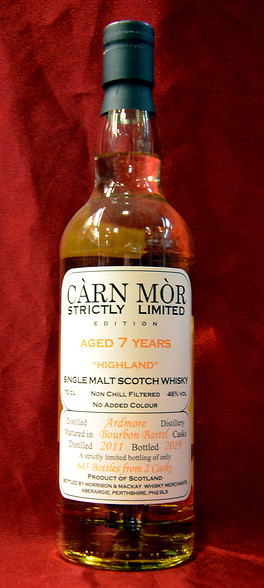 CÀRN MÒR
STRICTLY LIMITED
EDITION
AGED 7 YEARS
"HIGHLAND"
SINGLE MALT SCOTCH WHISKY
70 cl Non Chill Filtered 46% vol
No Added Colour
Distilled Ardmore Distillery
Matured in Bourbon Barrel Casks
Distilled 2011 Bottled 2019
A strictly limited bottling of only
645 Bottles from 2 Casks
Product of Scotland
BOTTLED BY MORRISON & MACKAY WHISKY MERCHANTS
ABERARGIE, PERTHSHIRE, PH2 9LX